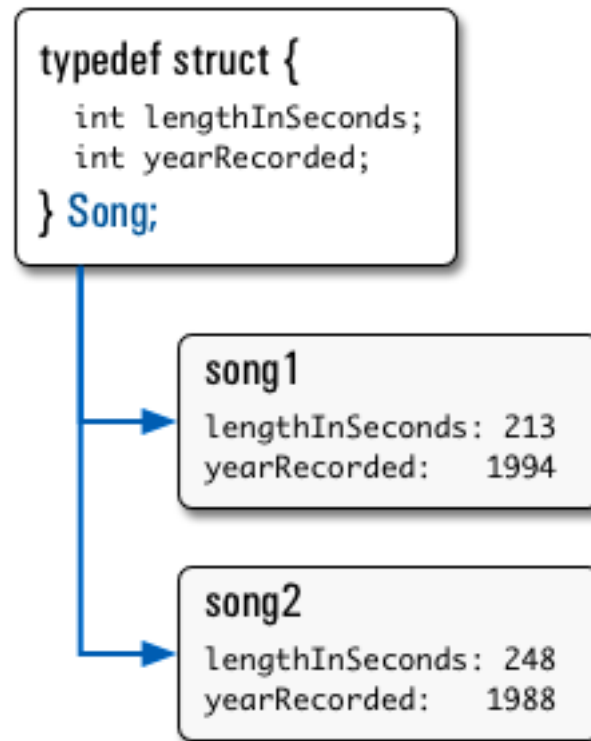 typedef struct {
int lengthInSeconds;
int yearRecorded;
} Song;
song1
lengthInSeconds: 213
yearRecorded: 1994
song2
lengthInSeconds: 248
yearRecorded: 1988